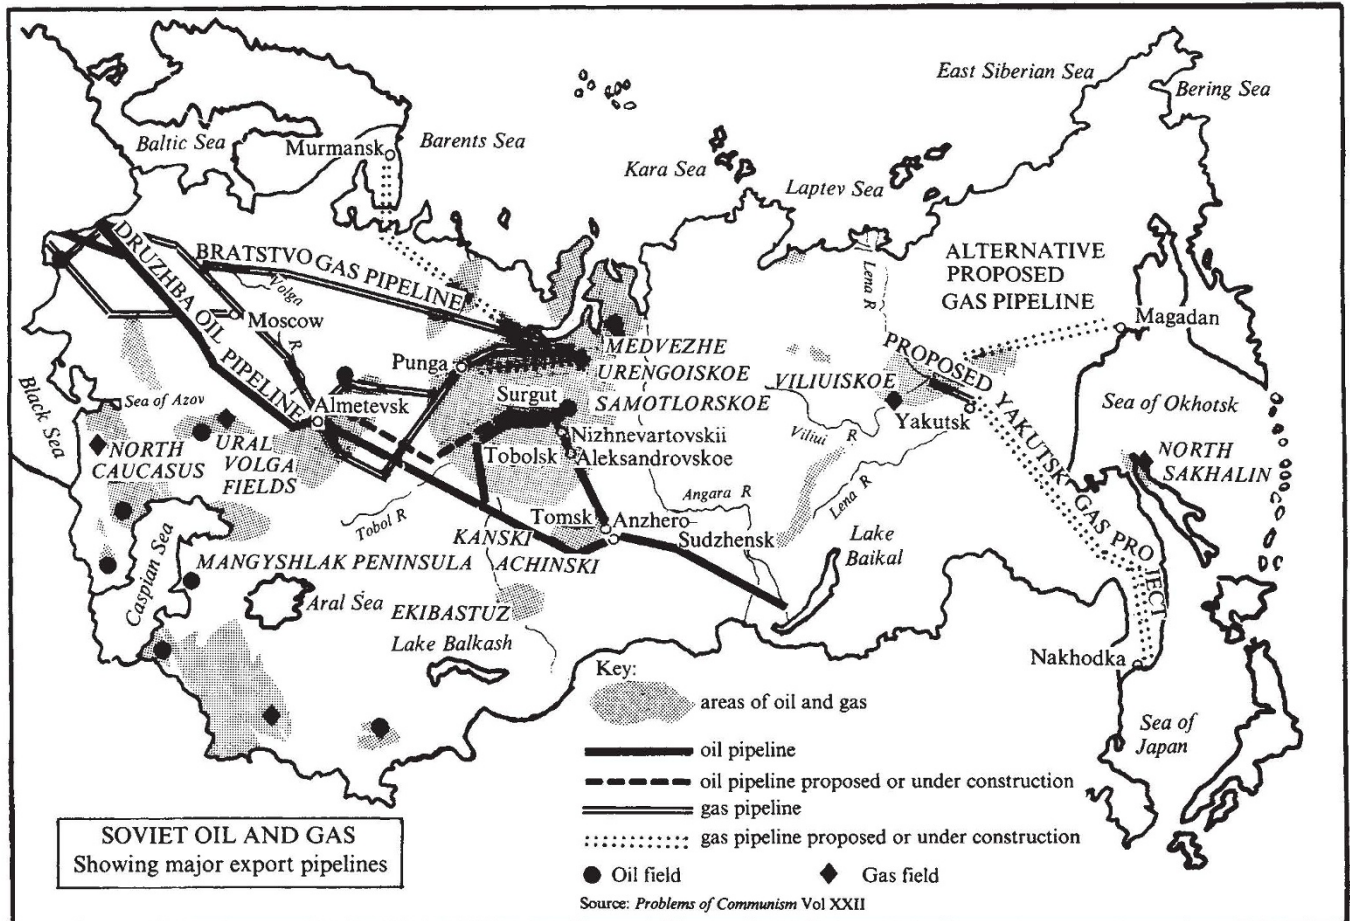 East Siberian Sea
Bering Sea
Baltic Sea
Murmansk
Barents Sea
Kara Sea
Laptev Sea
DRUZHBA OIL PIPELINE
BRATSTVO GAS PIPELINE
Volga
R
Moscow
Lena R
ALTERNATIVE
PROPOSED
GAS PIPELINE
Magadan
Punga
MEDVEZHE
URENGOISKOE
SAMOTLORSKOE
Surgut
VILIUISKOE
PROPOSED YAKUTSK GAS PROJECT
Black Sea
Sea of Azov
Almetevsk
Yakutsk
Sea of Okhotsk
Viliui
R
NORTH
CAUCASUS
URAL
VOLGA
FIELDS
Tobolsk
Nizhnevartovskii
Aleksandrovskoe
NORTH
SAKHALIN
Angara R
Lena R
Tobol R
Tomsk
Anzhero
Sudzhensk
KANSKI
ACHINSKI
Lake
Baikal
Caspian Sea
MANGYSHLAK PENINSULA
Aral Sea
EKIBASTUZ
Lake Balkash
Nakhodka
Sea of
Japan
Key:
areas of oil and gas
oil pipeline
oil pipeline proposed or under construction
gas pipeline
gas pipeline proposed or under construction
Oil field
Gas field
Source: Problems of Communism Vol XXII
SOVIET OIL AND GAS
Showing major export pipelines